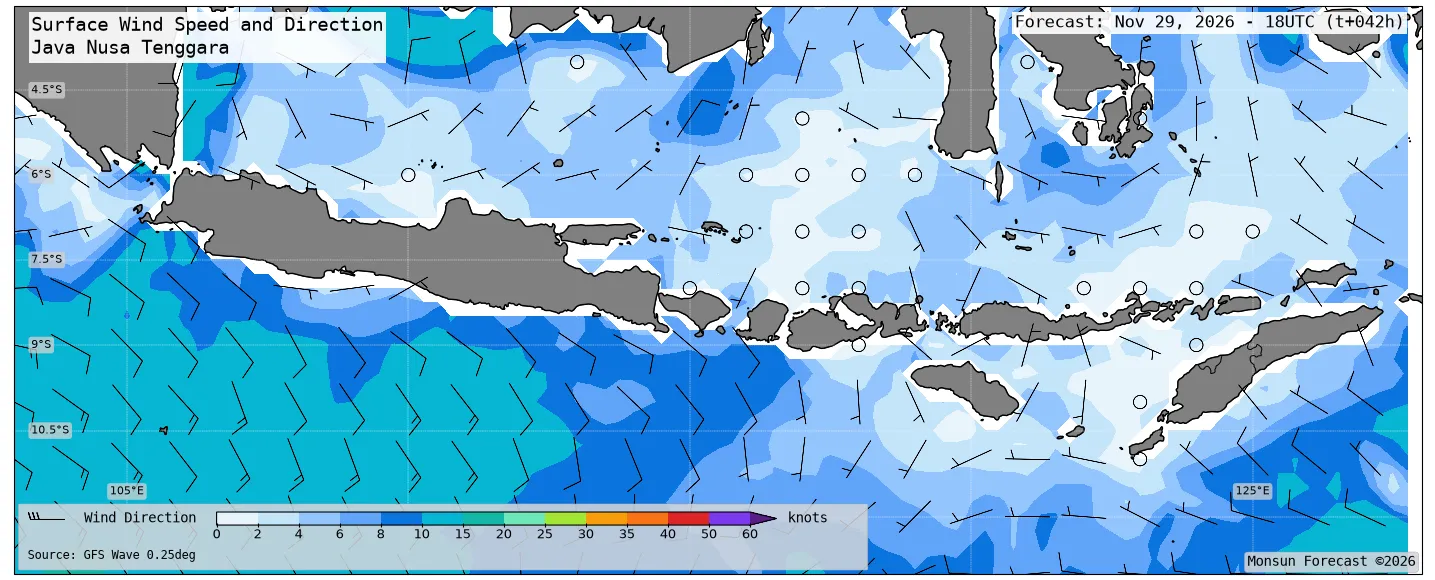 Surface Wind Speed and Direction
Java Nusa Tenggara
Forecast: Nov 29, 2026 - 18UTC (t+042h)
4.5°S
6°S
7.5°S
9°S
10.5°S
105°E
125°E
Wind Direction
0 2 4 6 8 10 15 20 25 30 35 40 50 60
knots
Source: GFS Wave 0.25deg
Monsun Forecast ©2026